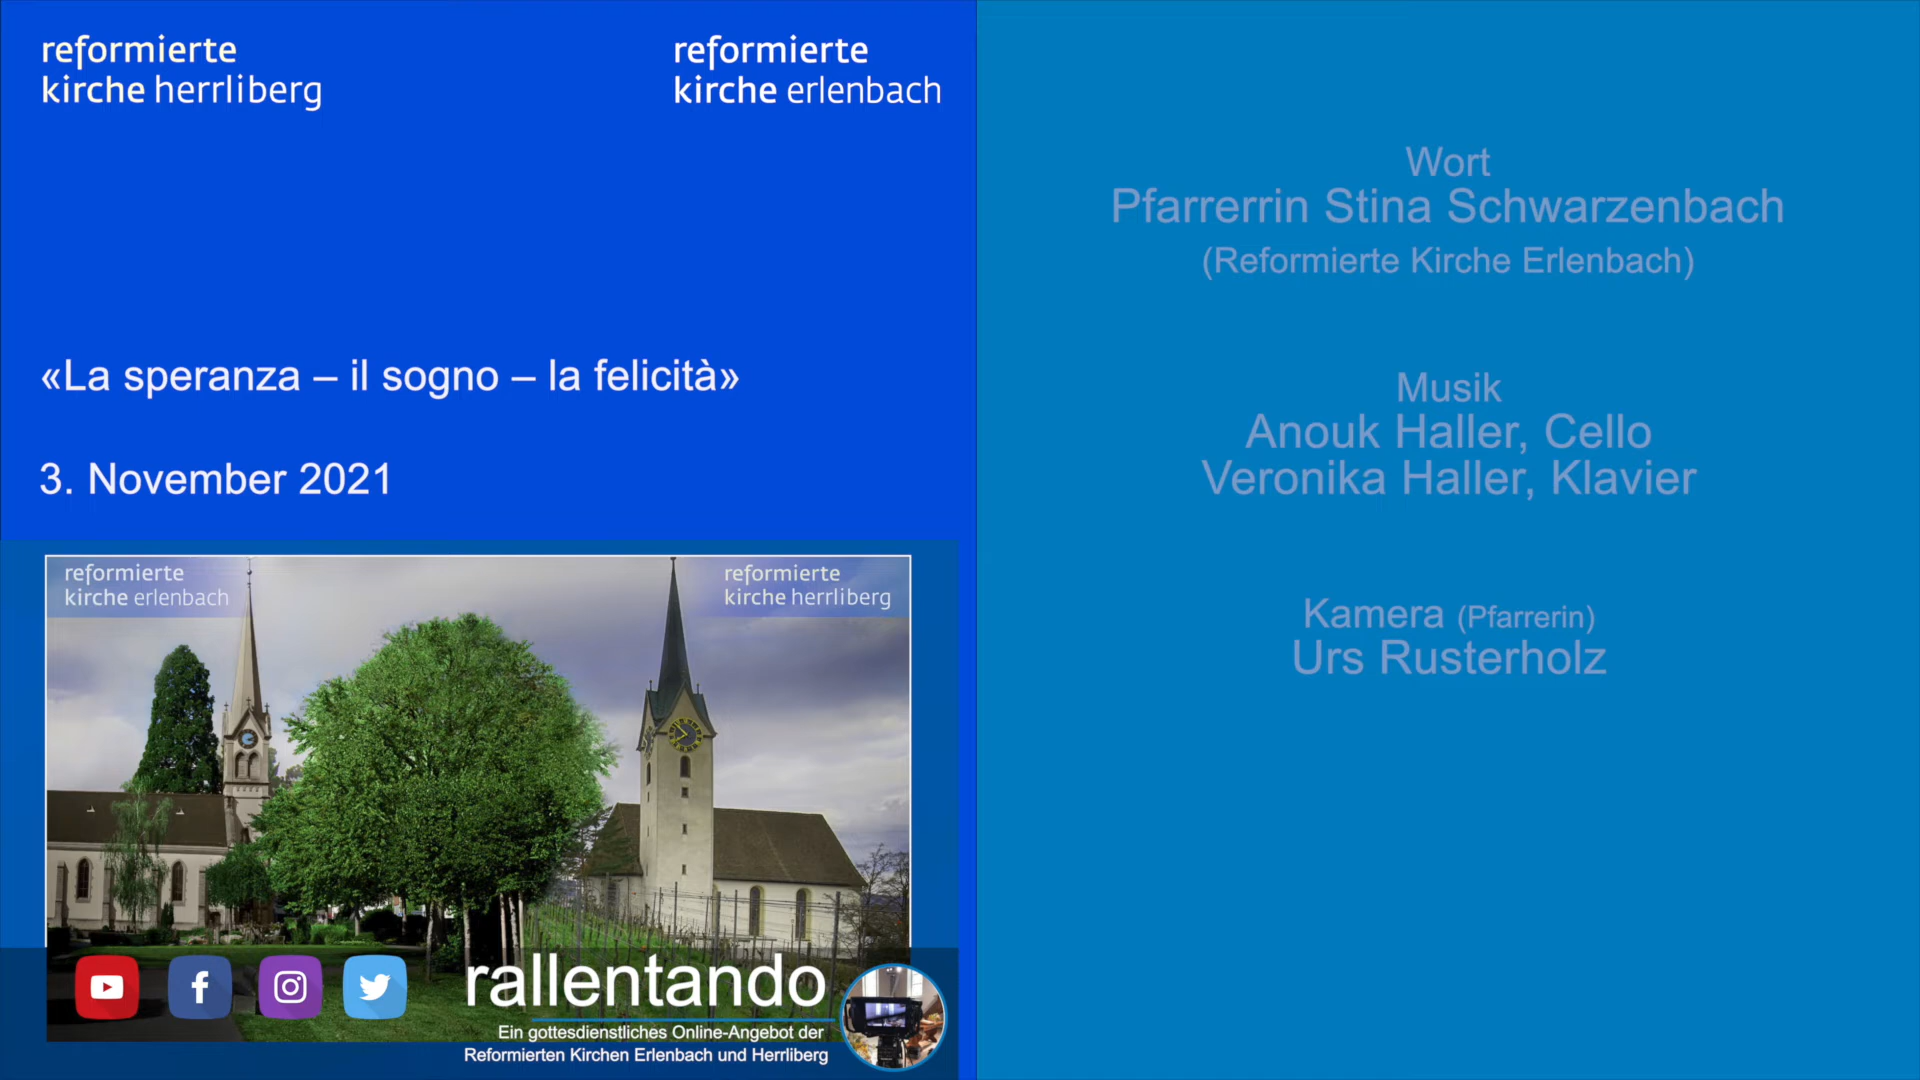 reformierte
kirche herrliberg
reformierte
kirche erlenbach
«La speranza – il sogno – la felicità»
3. November 2021
reformierte
kirche erlenbach
reformierte
kirche herrliberg
rallentando
Ein gottesdienstliches Online-Angebot der
Reformierten Kirchen Erlenbach und Herrliberg
Wort
Pfarrerrin Stina Schwarzenbach
(Reformierte Kirche Erlenbach)
Musik
Anouk Haller, Cello
Veronika Haller, Klavier
Kamera (Pfarrerin)
Urs Rusterholz